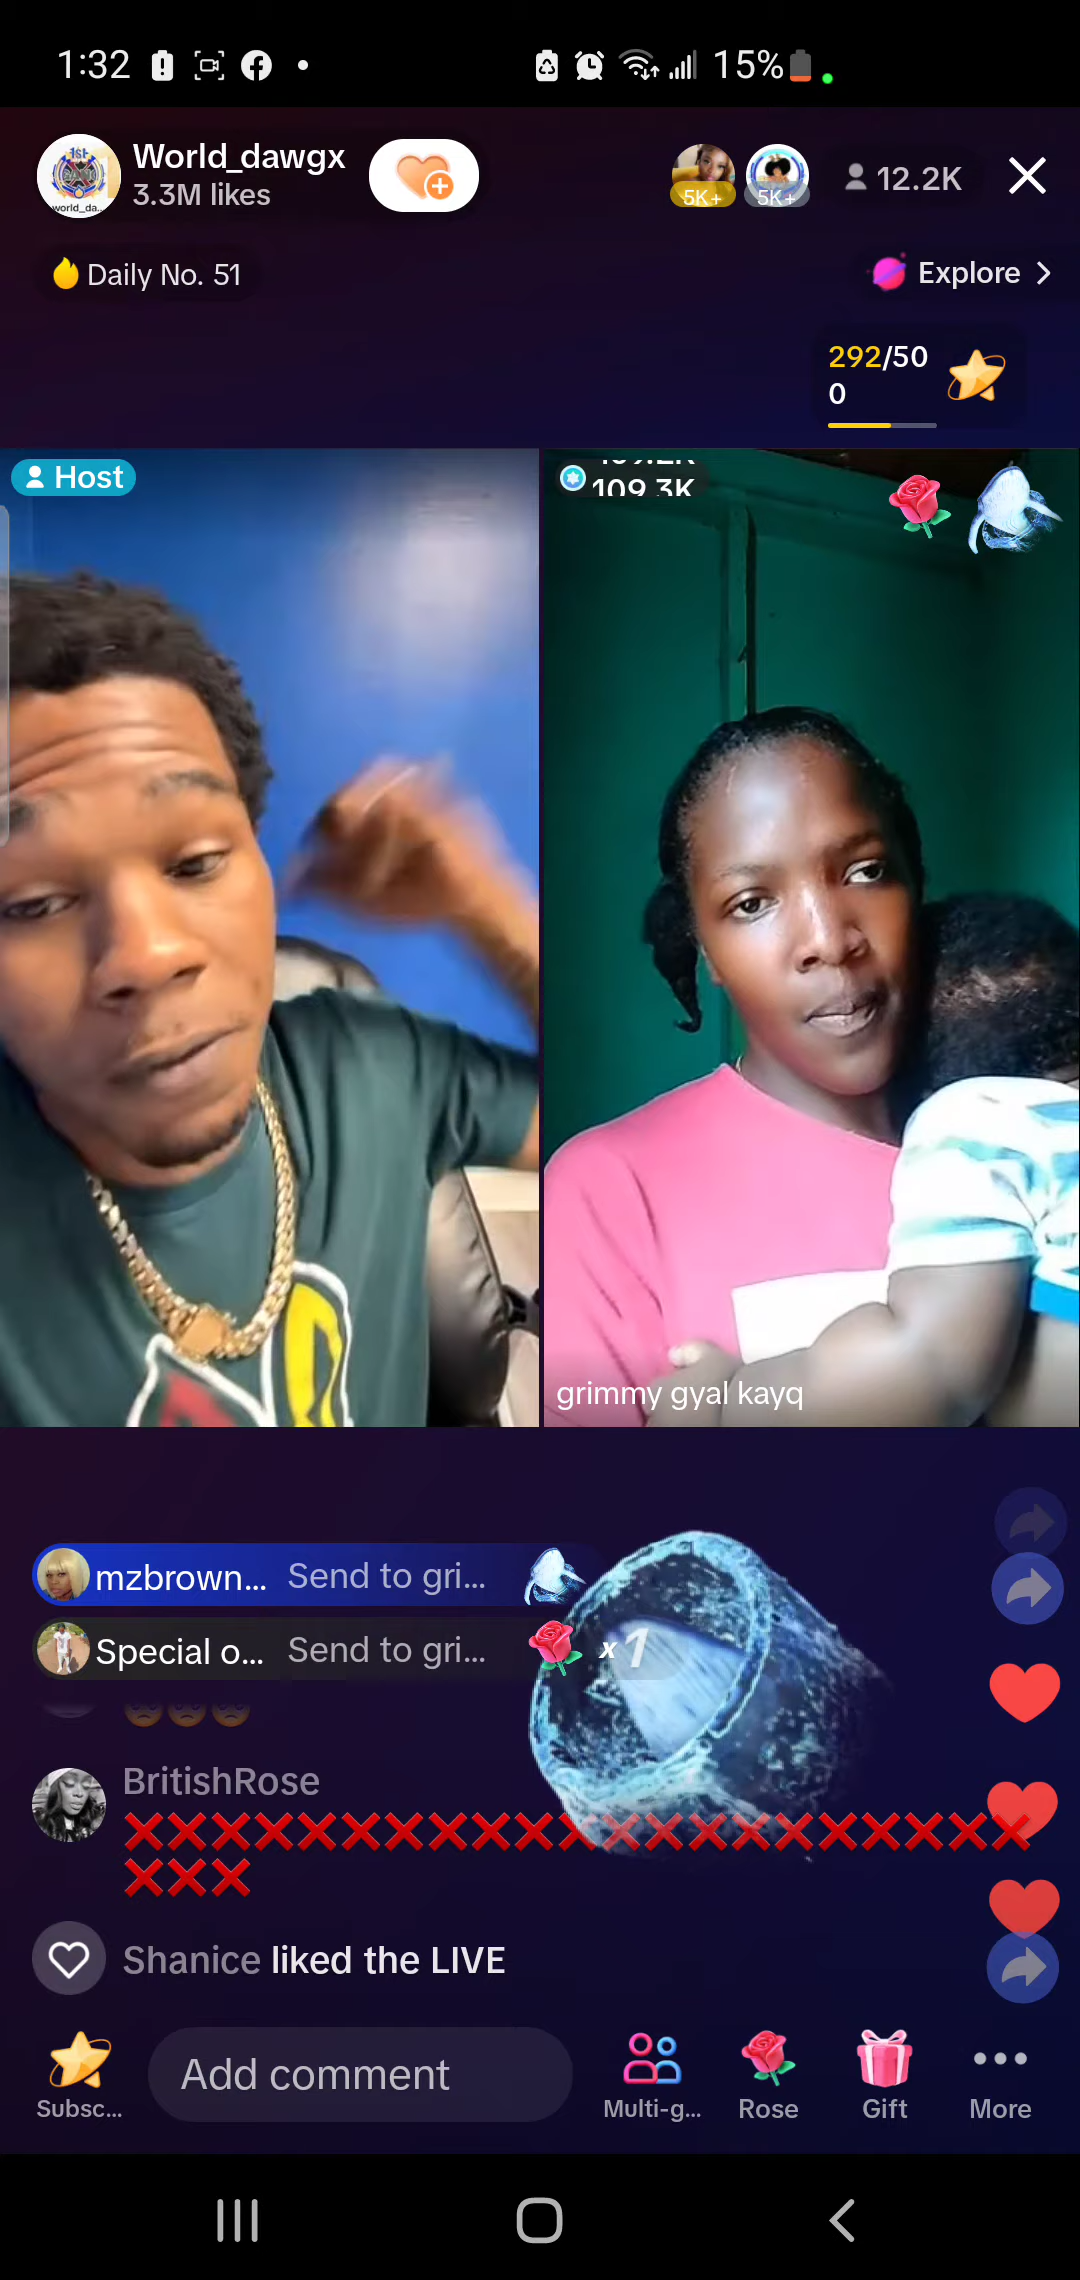 1:32
15%
World_dawgx
3.3M likes
5K+
5K+
12.2K
Daily No. 51
Explore
292/50
0
Host
109.3K
grimmy gyal kayq
mzbrown... Send to gri...
Special o... Send to gri... x1
BritishRose
Shanice liked the LIVE
Subsc...
Add comment
Multi-g...
Rose
Gift
More